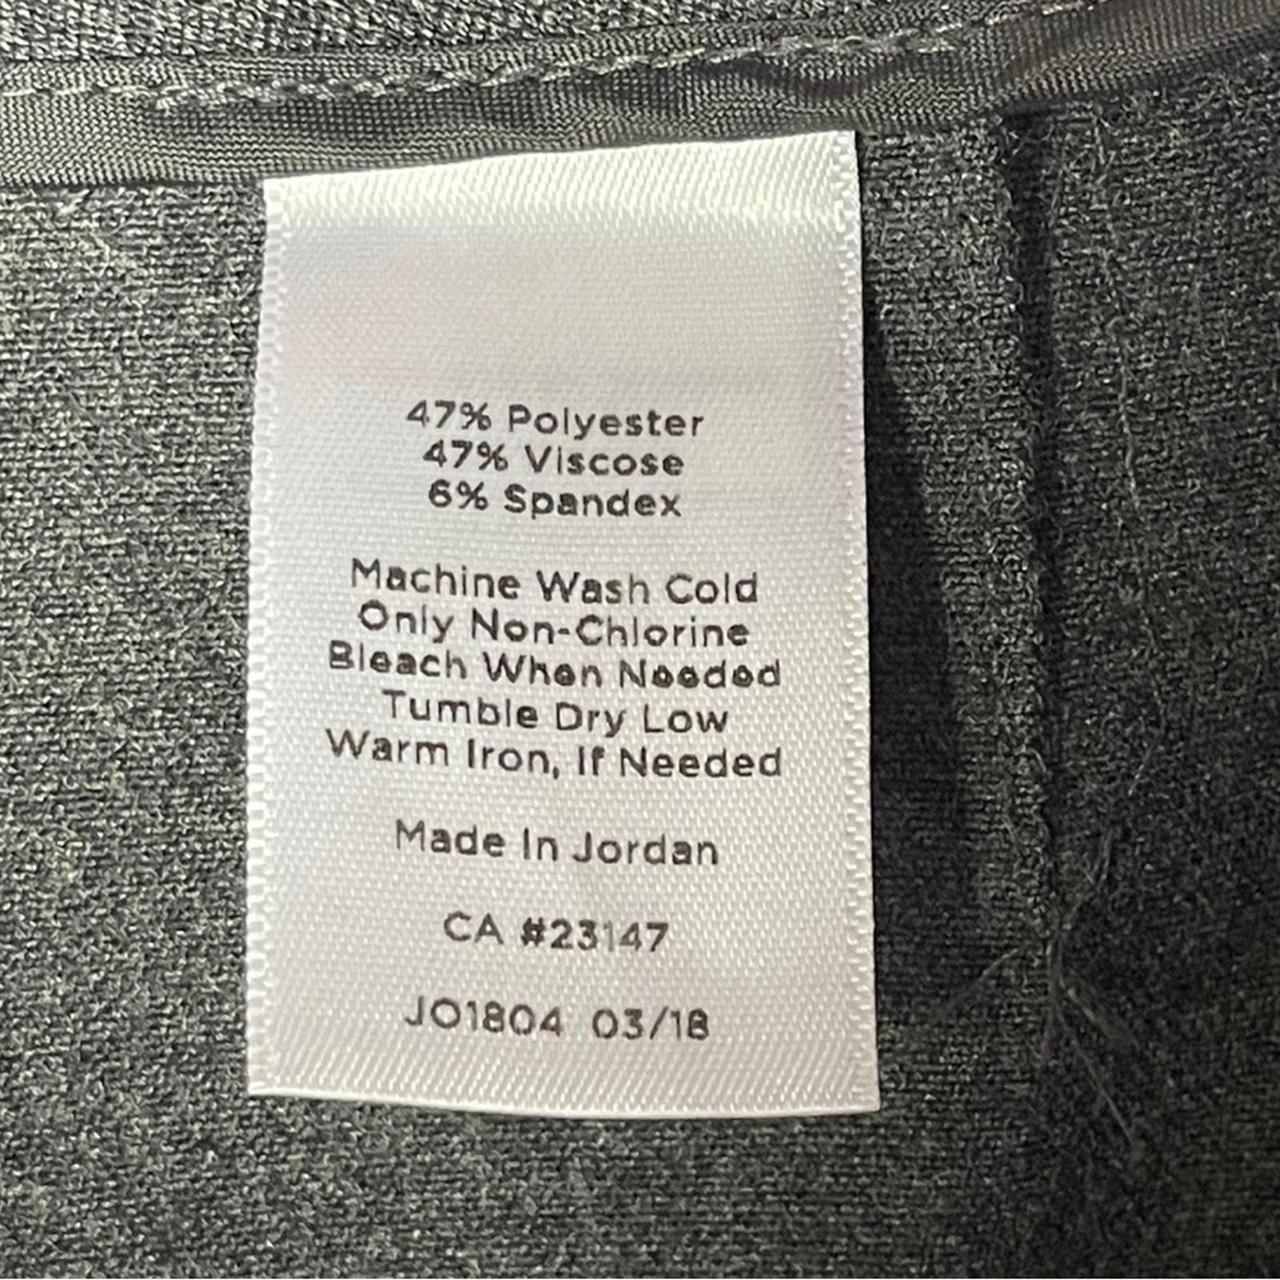 47% Polyester
47% Viscose
6% Spandex
Machine Wash Cold
Only Non-Chlorine
Bleach When Needed
Tumble Dry Low
Warm Iron, If Needed
Made In Jordan
CA #23147
JO1804 03/18